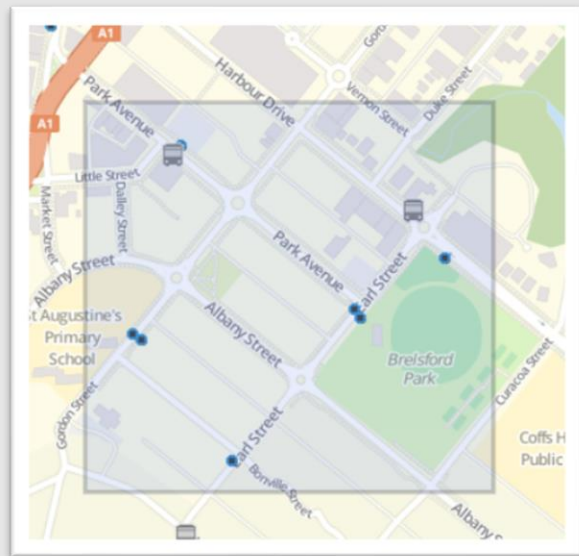 A1
Gord
Park Avenue
Harbour Drive
Vernon Street
Duke Street
A1
Little Street
Market Street
Dalley Street
Park Avenue
Albany Street
Earl Street
St Augustine's
Primary
School
Albany Street
Brelsford
Park
Curacoa Street
Gordon Street
Earl Street
Coffs H
Public
Bonville Street
Albany S